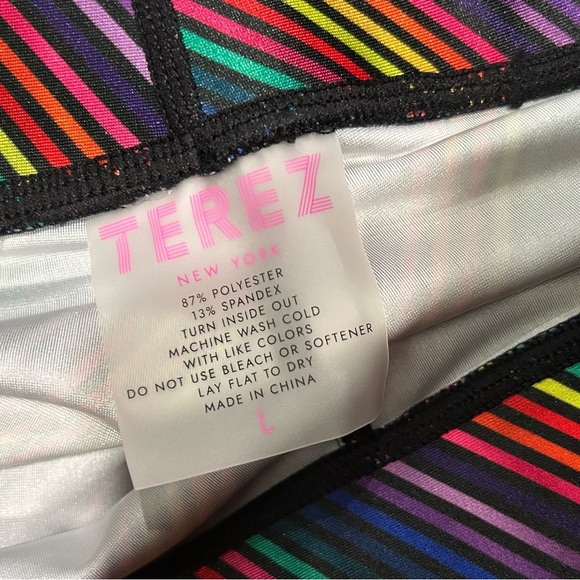 TEREZ
NEW YORK
87% POLYESTER
13% SPANDEX
TURN INSIDE OUT
MACHINE WASH COLD
WITH LIKE COLORS
DO NOT USE BLEACH OR SOFTENER
LAY FLAT TO DRY
MADE IN CHINA
L